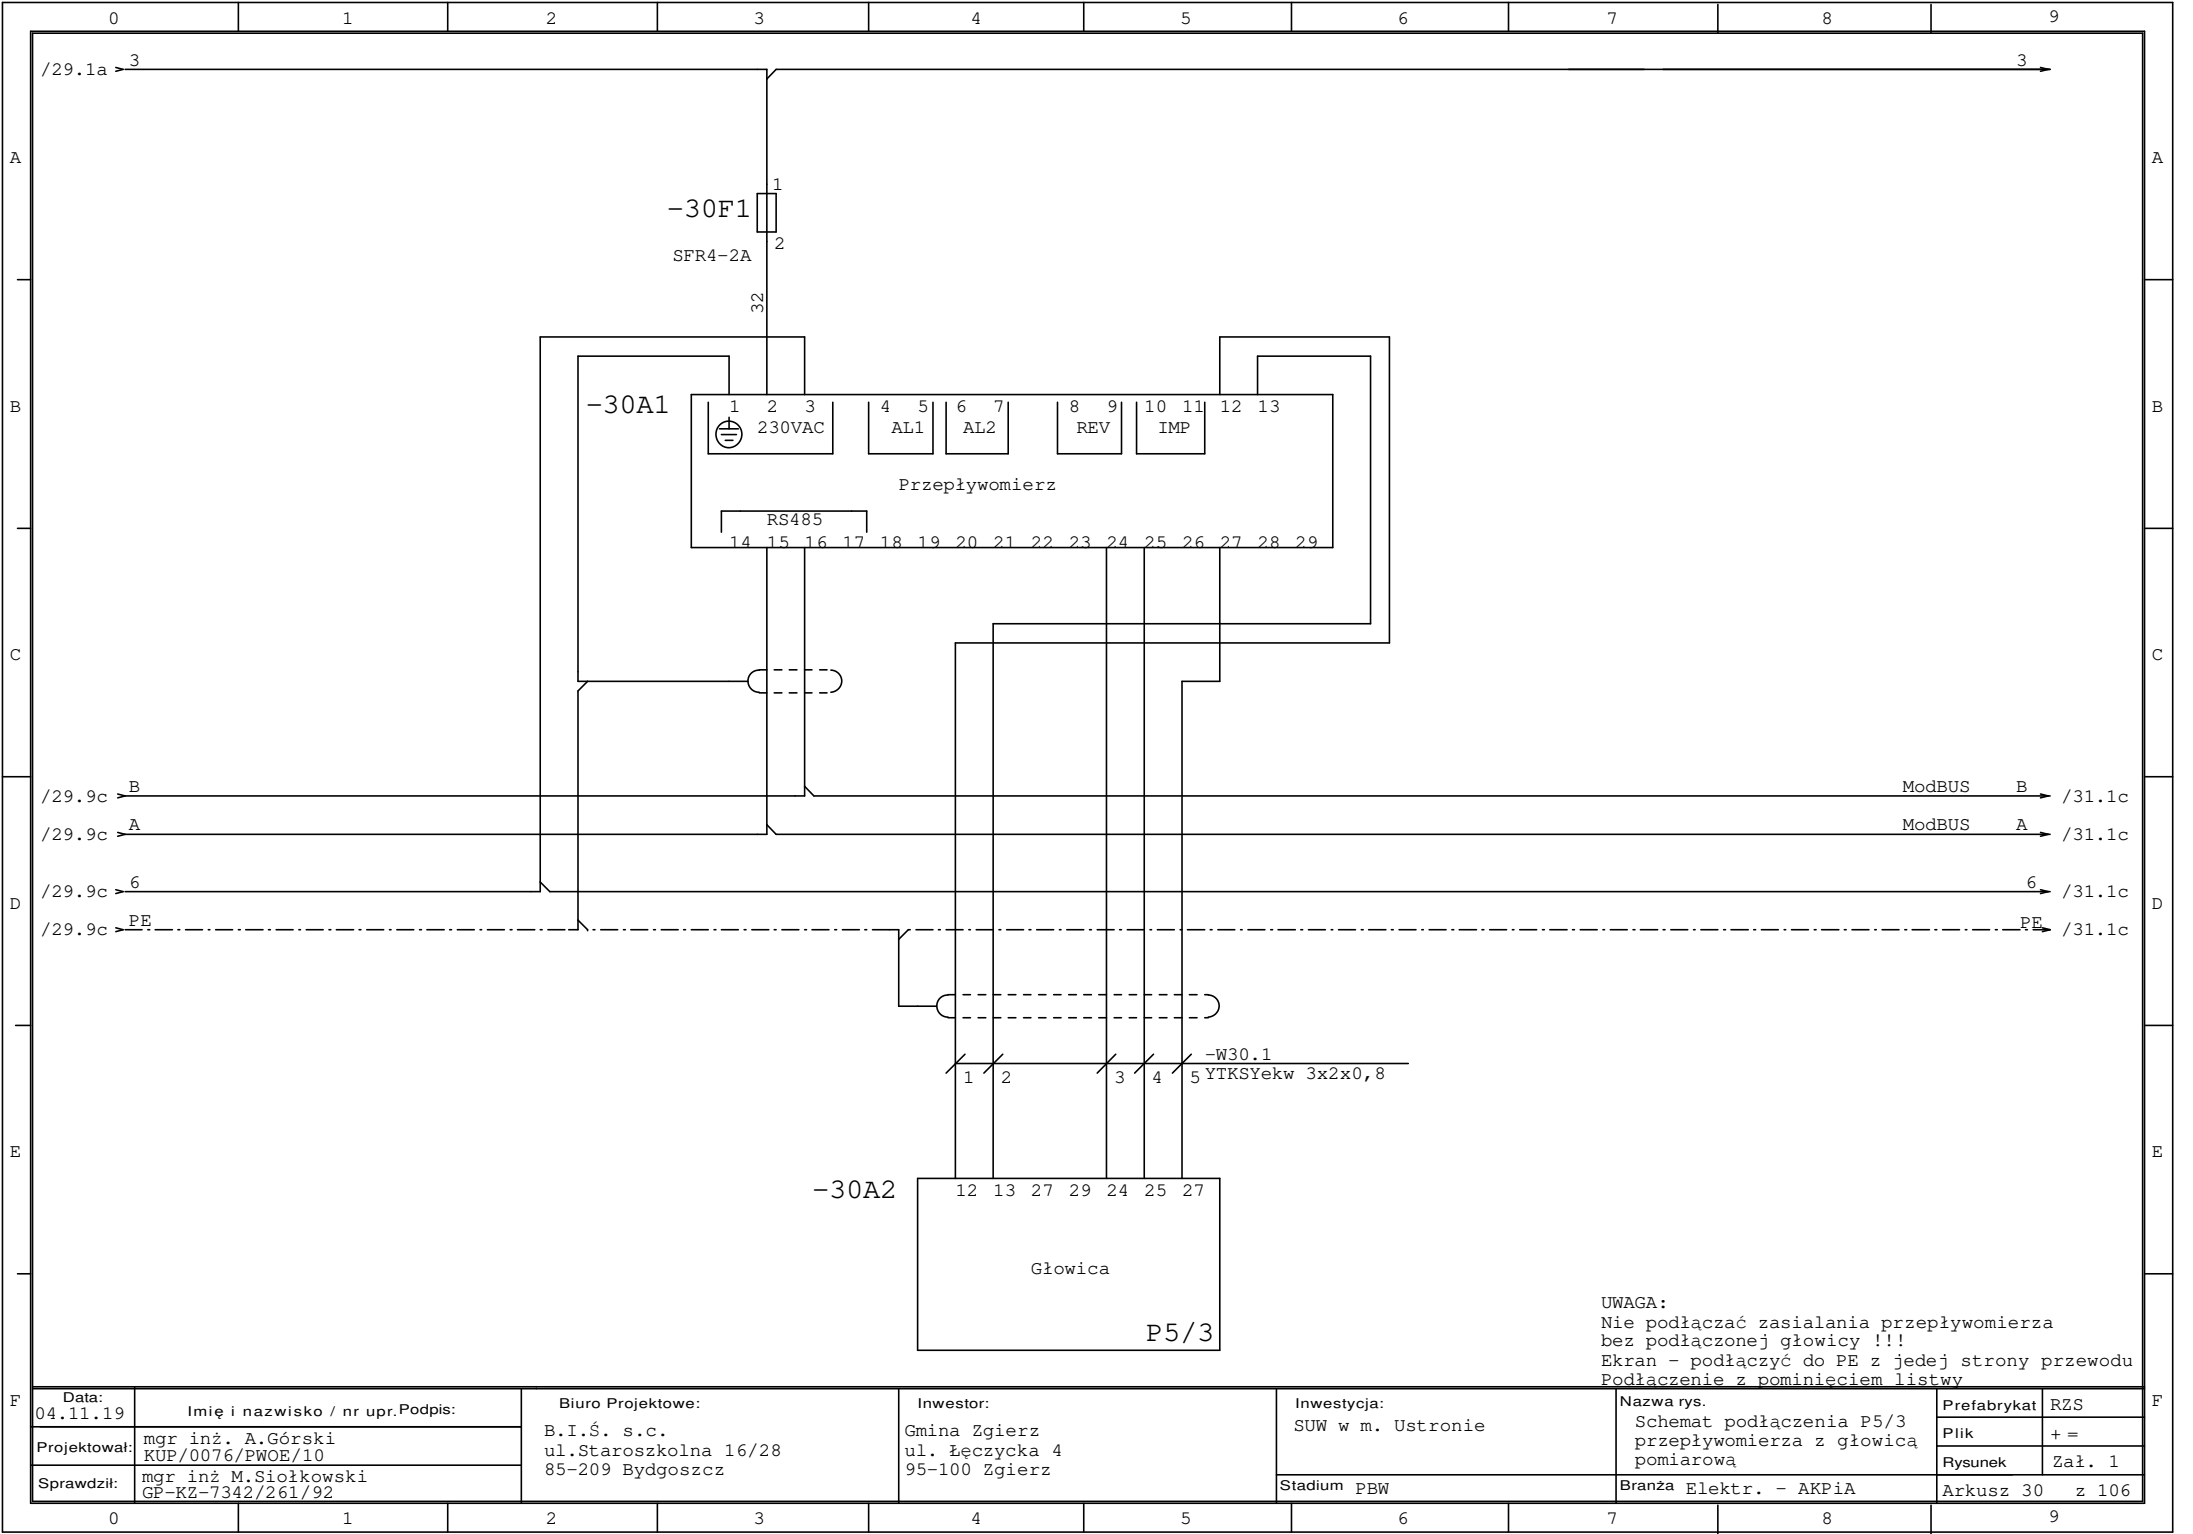 0 1 2 3 4 5 6 7 8 9
/29.1a 3 3
A A
1
-30F1
2
SFR4-2A
32
B B
-30A1
1 2 3 4 5 6 7 8 9 10 11 12 13
230VAC AL1 AL2 REV IMP
Przepływomierz
RS485
14 15 16 17 18 19 20 21 22 23 24 25 26 27 28 29
C C
/29.9c B ModBUS B /31.1c
/29.9c A ModBUS A /31.1c
/29.9c 6 6 /31.1c
D D
/29.9c PE PE /31.1c
-W30.1
1 2 3 4 5 YTKSYekw 3x2x0,8
E E
-30A2
12 13 27 29 24 25 27
Głowica
P5/3
UWAGA:
Nie podłączać zasialania przepływomierza
bez podłączonej głowicy !!!
Ekran - podłączyć do PE z jedej strony przewodu
Podłaczenie z pominięciem listwy
F F
Data:
04.11.19
Imię i nazwisko / nr upr. Podpis:
Projektował:
mgr inż. A.Górski
KUP/0076/PWOE/10
Sprawdził:
mgr inż M.Siołkowski
GP-KZ-7342/261/92
Biuro Projektowe:
B.I.Ś. s.c.
ul.Staroszkolna 16/28
85-209 Bydgoszcz
Inwestor:
Gmina Zgierz
ul. Łęczycka 4
95-100 Zgierz
Inwestycja:
SUW w m. Ustronie
Stadium PBW
Nazwa rys.
Schemat podłączenia P5/3
przepływomierza z głowicą
pomiarową
Branża Elektr. - AKPiA
Prefabrykat RZS
Plik + =
Rysunek Zał. 1
Arkusz 30 z 106
0 1 2 3 4 5 6 7 8 9